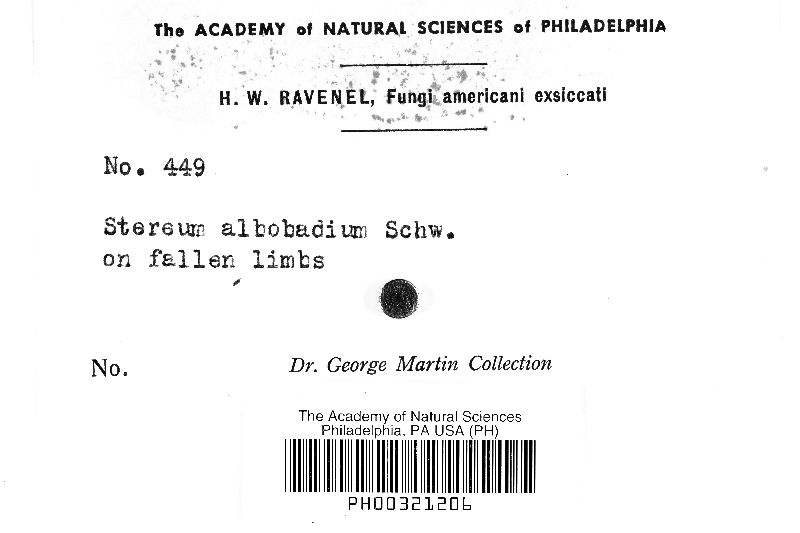 The ACADEMY of NATURAL SCIENCES of PHILADELPHIA
H. W. RAVENEL, Fungi americani exsiccati
No. 449
Stereum albobadium Schw.
on fallen limbs
No.
Dr. George Martin Collection
The Academy of Natural Sciences
Philadelphia, PA USA (PH)
PH00321206